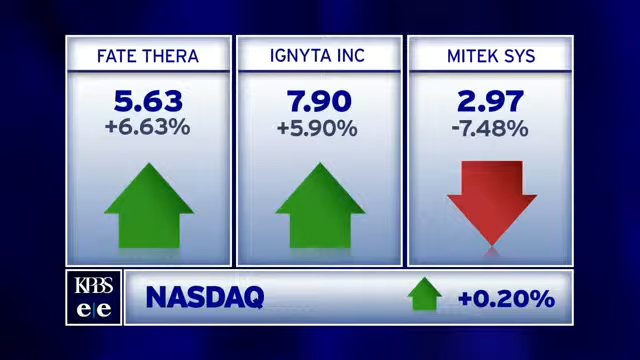 FATE THERA
5.63
+6.63%
IGNYTA INC
7.90
+5.90%
MITEK SYS
2.97
-7.48%
KPBS
e|e
NASDAQ
+0.20%